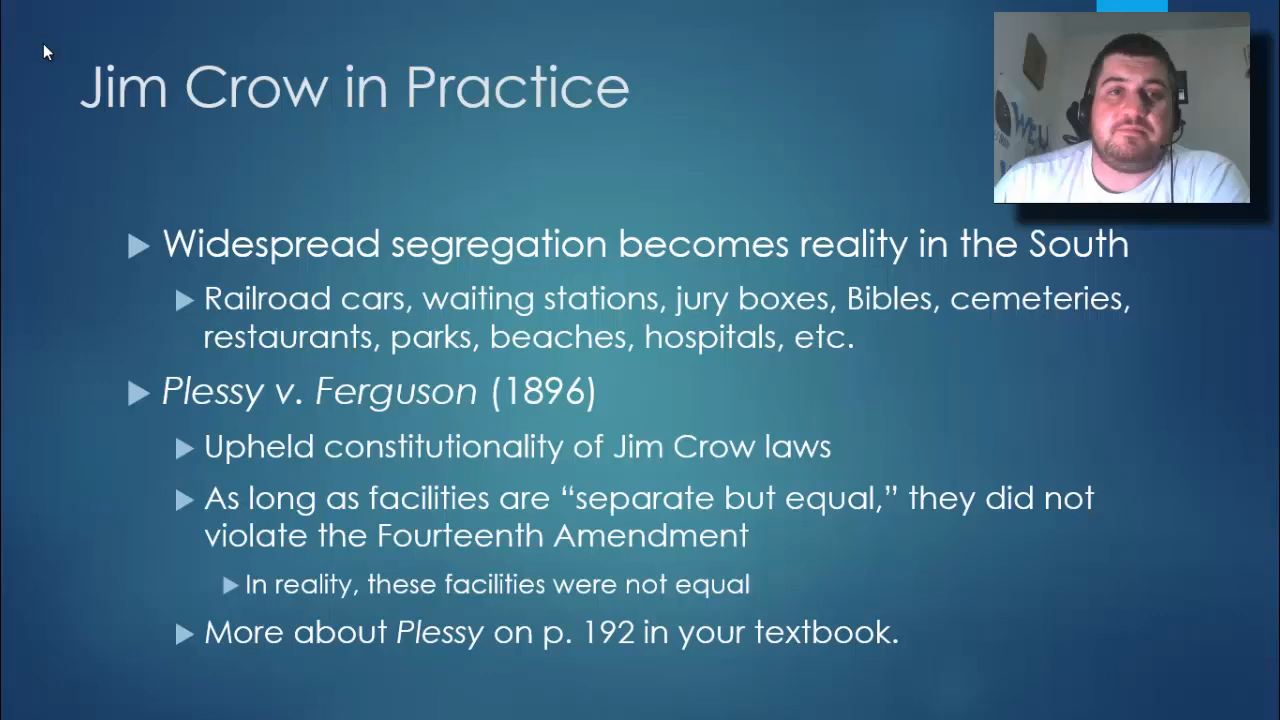 Jim Crow in Practice
Widespread segregation becomes reality in the South
Railroad cars, waiting stations, jury boxes, Bibles, cemeteries,
restaurants, parks, beaches, hospitals, etc.
Plessy v. Ferguson (1896)
Upheld constitutionality of Jim Crow laws
As long as facilities are “separate but equal,” they did not
violate the Fourteenth Amendment
In reality, these facilities were not equal
More about Plessy on p. 192 in your textbook.